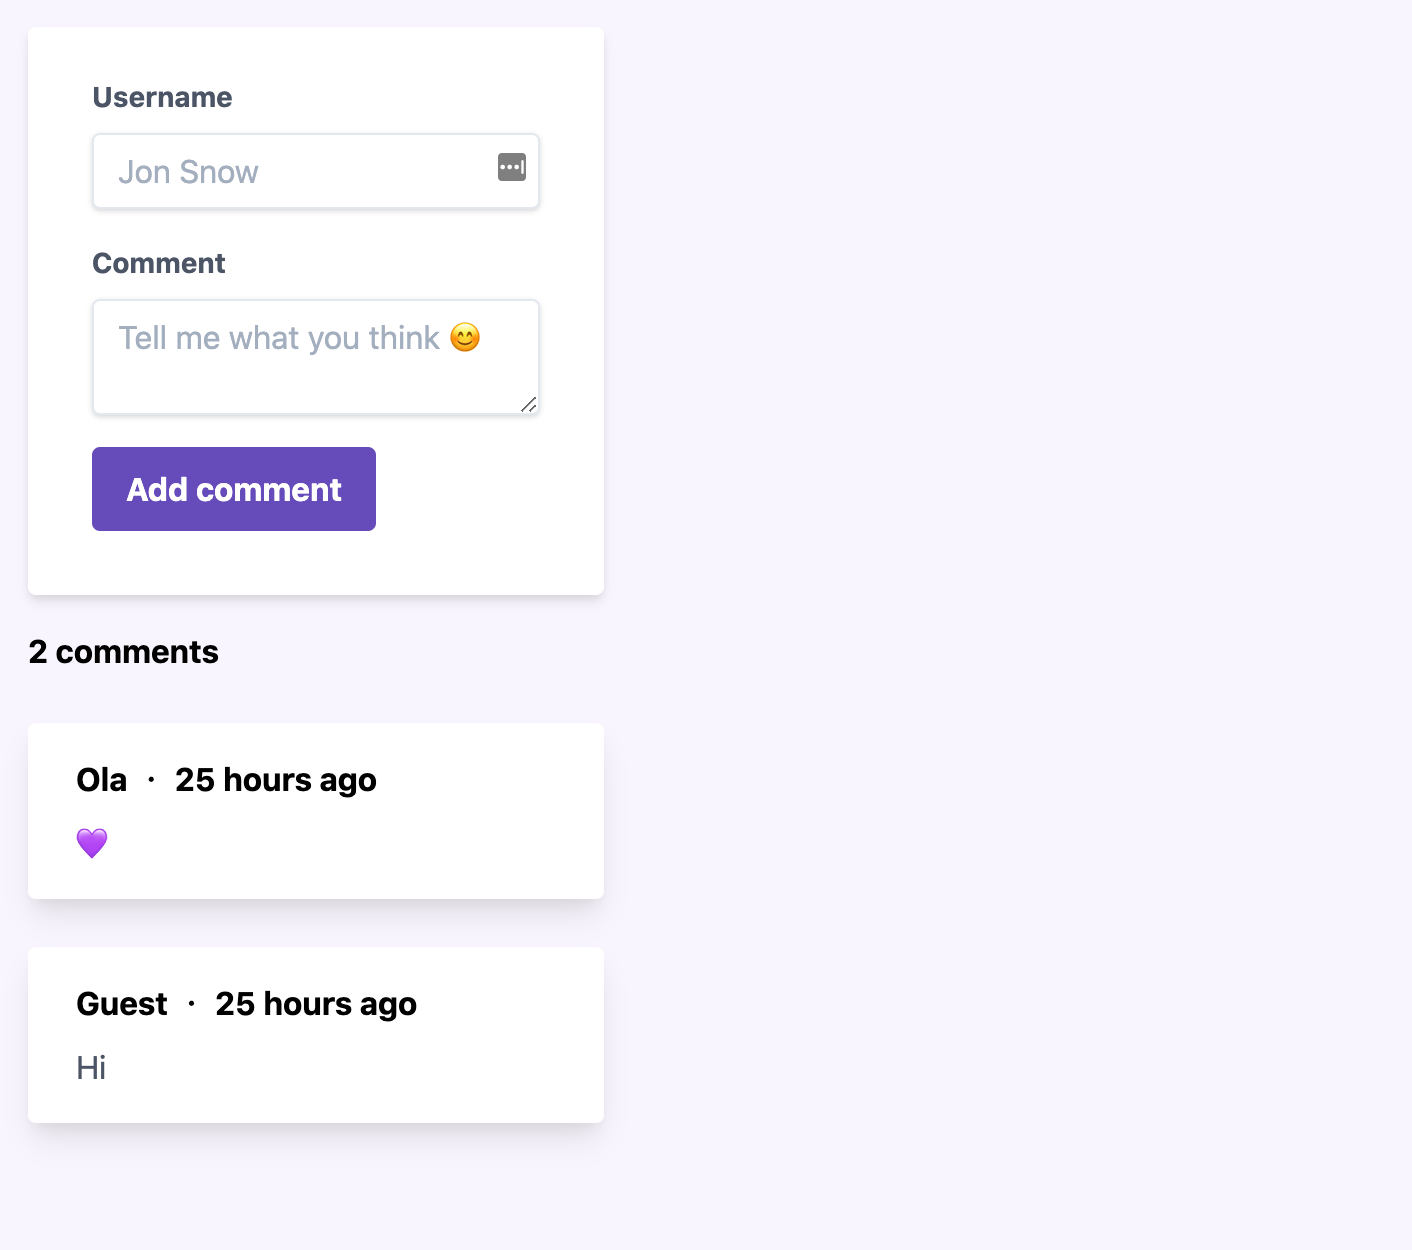 Username
Jon Snow
Comment
Tell me what you think 😊
Add comment
2 comments
Ola · 25 hours ago
💜
Guest · 25 hours ago
Hi